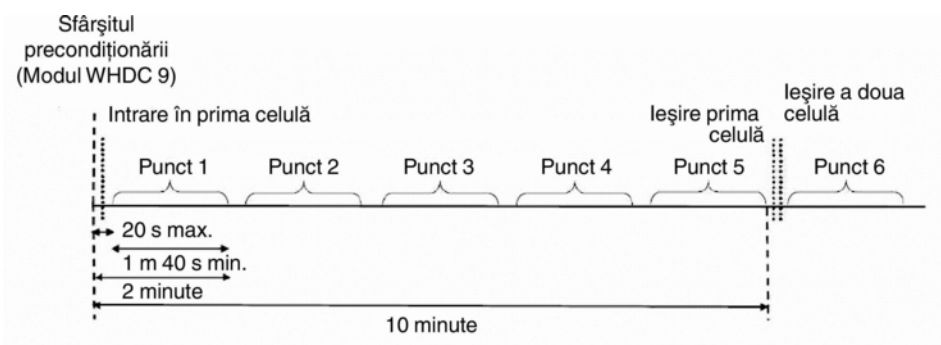 Sfârşitul
precondiționării
(Modul WHDC 9)
Intrare în prima celulă
Ieşire prima
celulă
Ieşire a doua
celulă
Punct 1
Punct 2
Punct 3
Punct 4
Punct 5
Punct 6
20 s max.
1 m 40 s min.
2 minute
10 minute